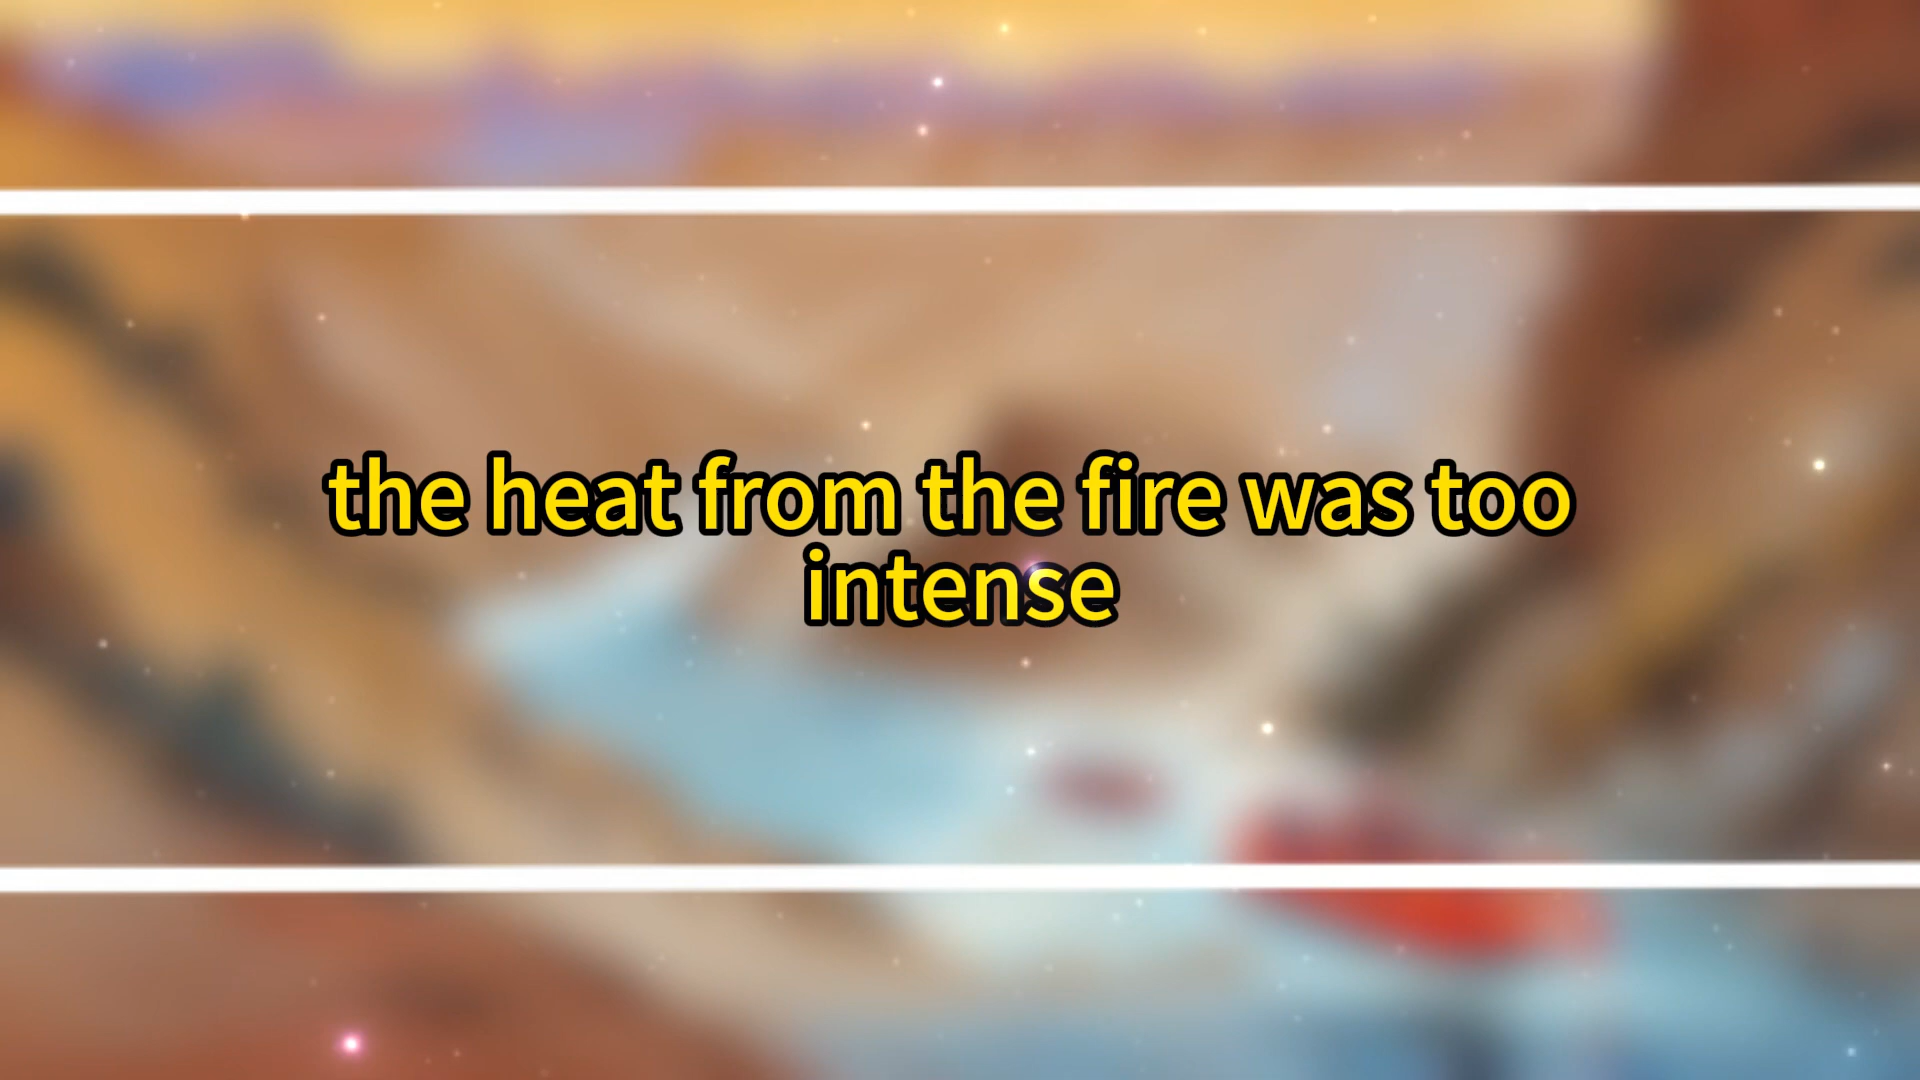 the heat from the fire was too
intense